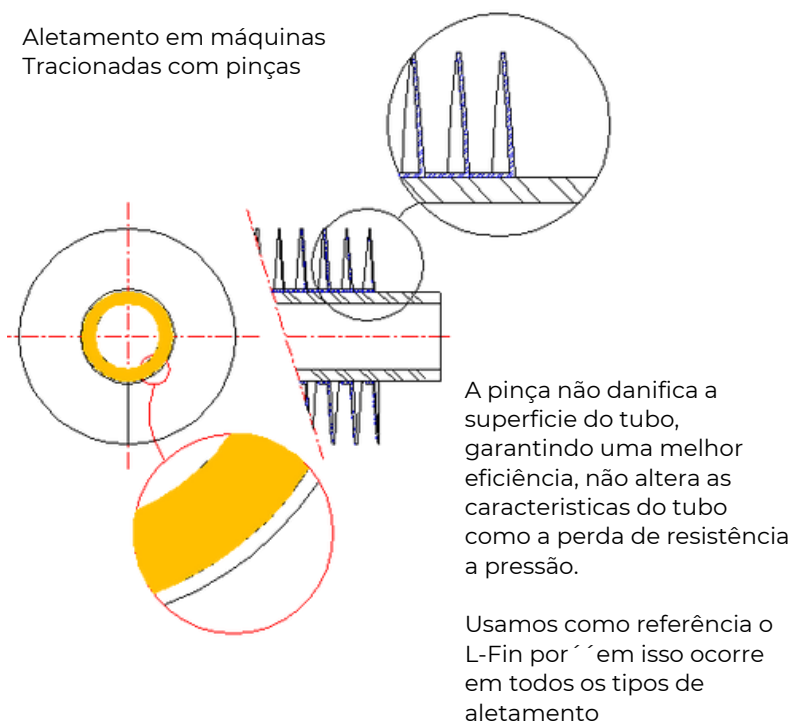 Aletamento em máquinas
Tracionadas com pinças
A pinça não danifica a
superficie do tubo,
garantindo uma melhor
eficiência, não altera as
caracteristicas do tubo
como a perda de resistência
a pressão.
Usamos como referência o
L-Fin por´´em isso ocorre
em todos os tipos de
aletamento